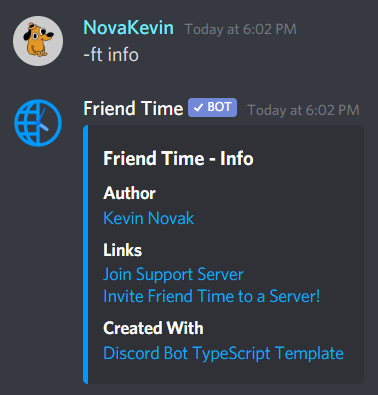 NovaKevin Today at 6:02 PM
-ft info
Friend Time BOT Today at 6:02 PM
Friend Time - Info
Author
Kevin Novak
Links
Join Support Server
Invite Friend Time to a Server!
Created With
Discord Bot TypeScript Template